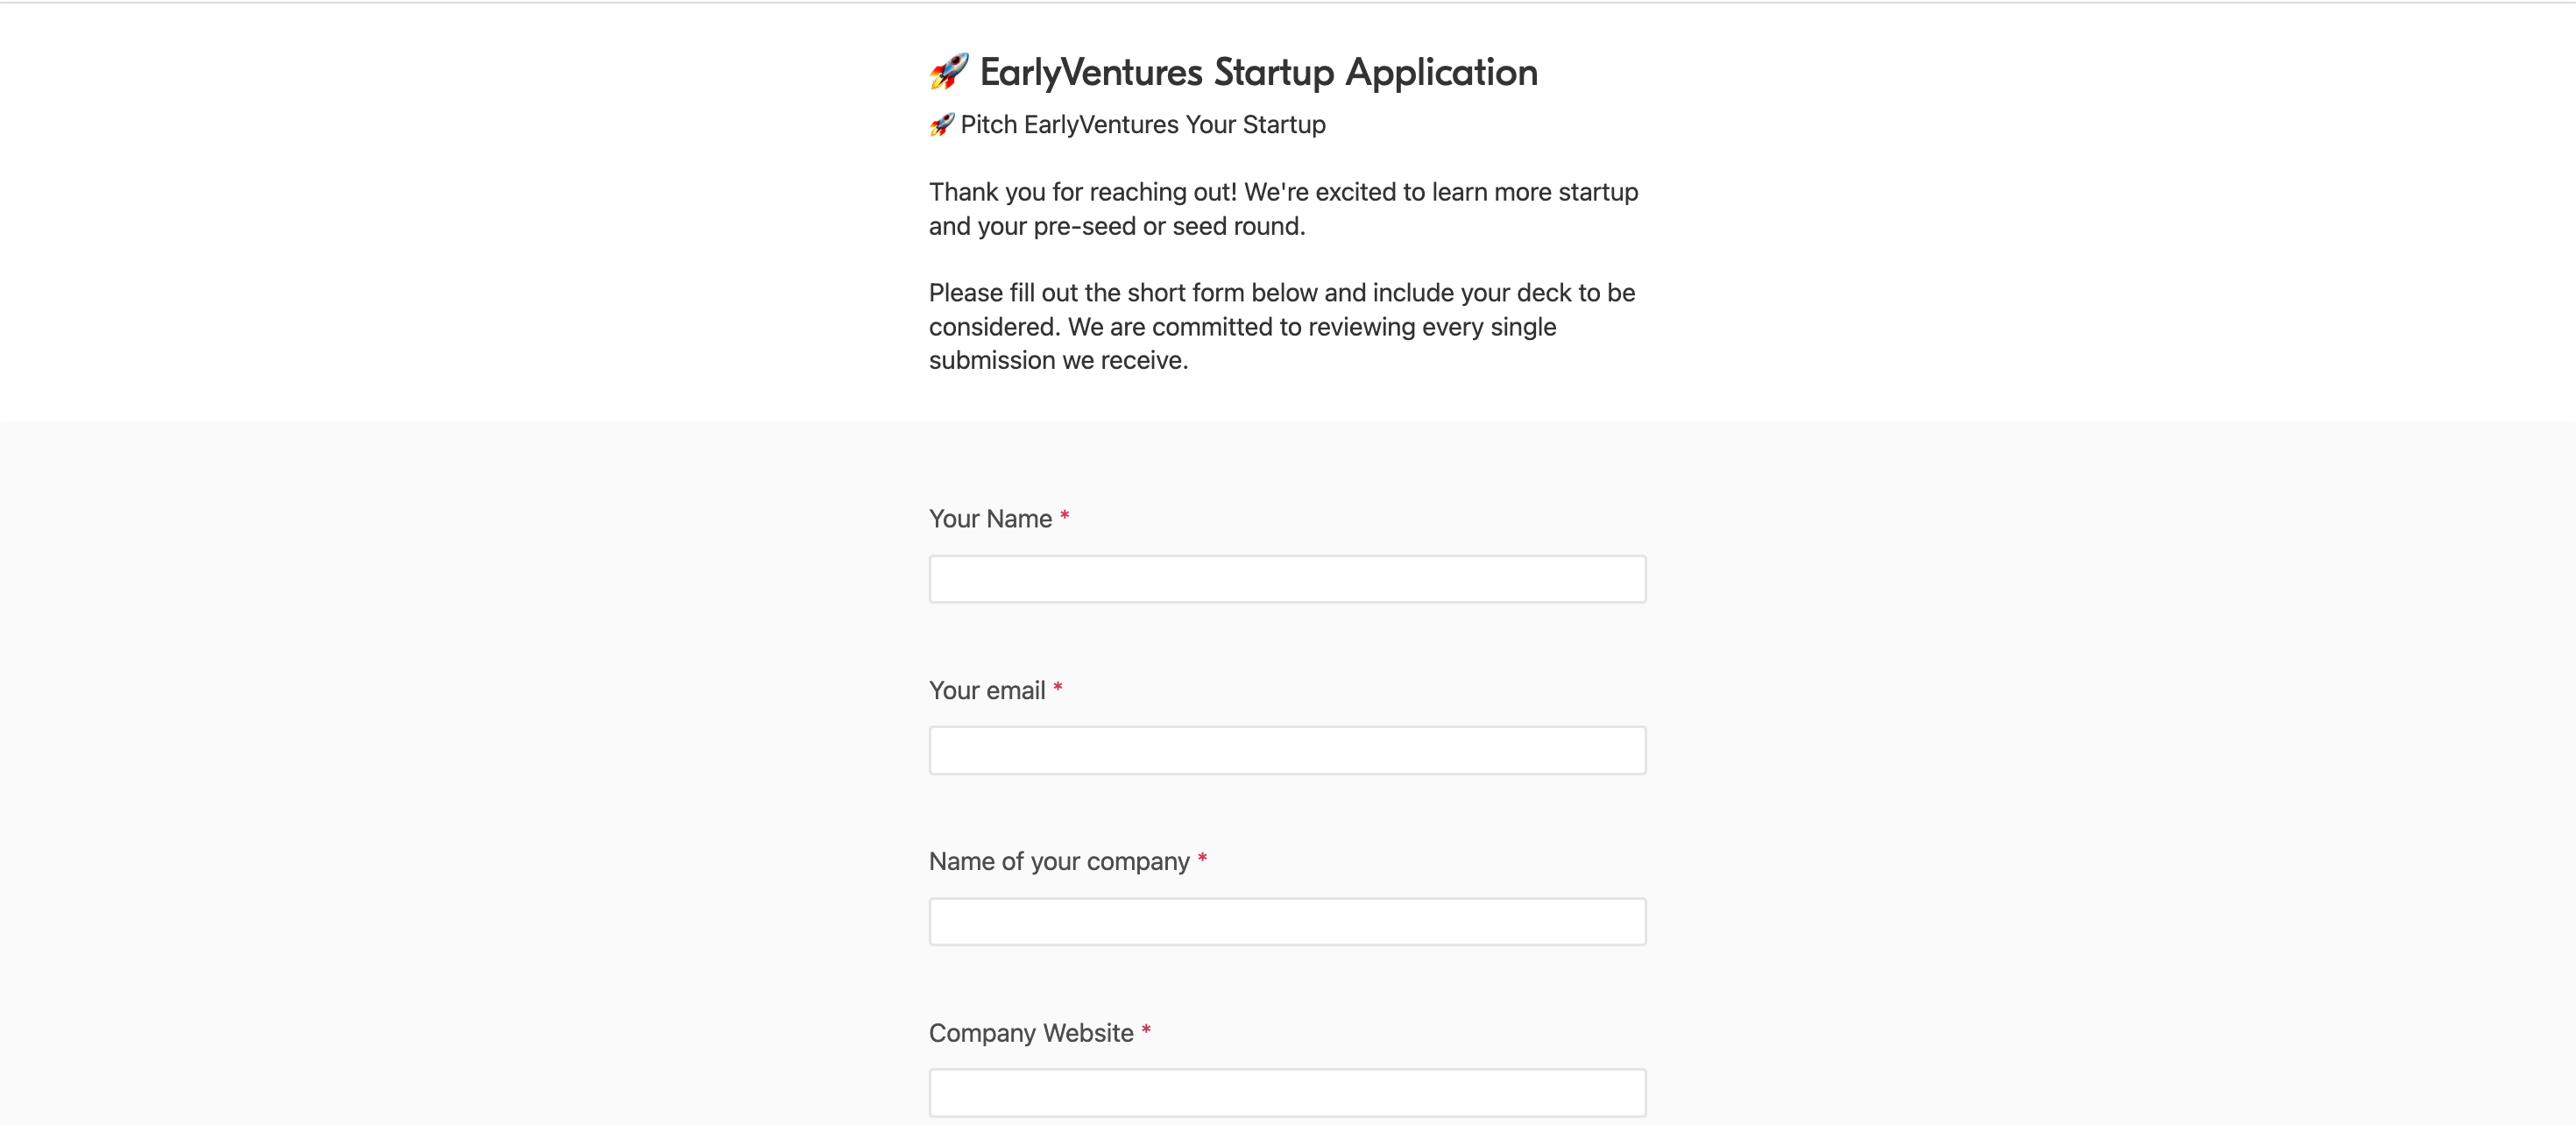 🚀 EarlyVentures Startup Application
🚀 Pitch EarlyVentures Your Startup
Thank you for reaching out! We're excited to learn more startup
and your pre-seed or seed round.
Please fill out the short form below and include your deck to be
considered. We are committed to reviewing every single
submission we receive.
Your Name *
Your email *
Name of your company *
Company Website *